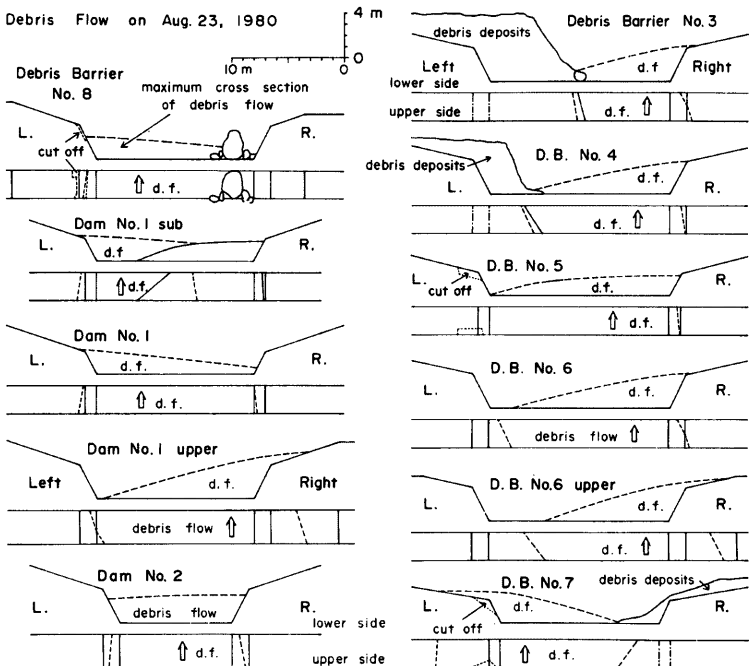 Debris Flow on Aug. 23, 1980
4 m
10 m
0
0
Debris Barrier
No. 8
maximum cross section
of debris flow
L.
R.
cut off
d.f.
Dam No. 1 sub
L.
d.f
R.
d.f.
Dam No. 1
L.
d. f.
R.
d. f.
Dam No. 1 upper
Left
d. f.
Right
debris flow
Dam No. 2
L.
debris flow
R.
lower side
d. f.
upper side
Debris Barrier No. 3
debris deposits
Left
d. f
Right
lower side
upper side
d. f.
D. B. No. 4
debris deposits
L.
d. f.
R.
d. f.
D. B. No. 5
L.
cut off
d.f.
R.
d.f.
D. B. No. 6
L.
d. f.
R.
debris flow
D. B. No.6 upper
L.
d.f.
R.
d.f.
D. B. No.7
debris deposits
L.
d.f.
R.
cut off
d.f.